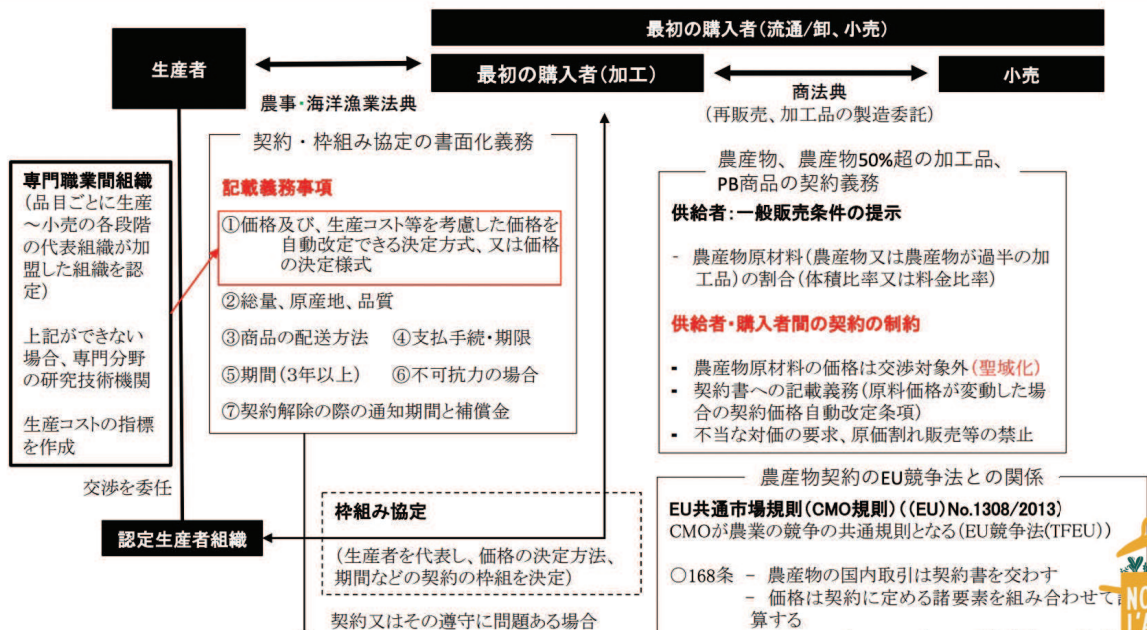 最初の購入者(流通/卸、小売)
生産者
最初の購入者(加工)
小売
農事・海洋漁業法典
商法典
(再販売、加工品の製造委託)
契約・枠組み協定の書面化義務
記載義務事項
①価格及び、生産コスト等を考慮した価格を
自動改定できる決定方式、又は価格
の決定様式
②総量、原産地、品質
③商品の配送方法 ④支払手続・期限
⑤期間(3年以上) ⑥不可抗力の場合
⑦契約解除の際の通知期間と補償金
専門職業間組織
(品目ごとに生産
～小売の各段階
の代表組織が加
盟した組織を認
定)
上記ができない
場合、専門分野
の研究技術機関
生産コストの指標
を作成
交渉を委任
認定生産者組織
枠組み協定
(生産者を代表し、価格の決定方法、
期間などの契約の枠組を決定)
契約又はその遵守に問題ある場合
農産物、農産物50%超の加工品、
PB商品の契約義務
供給者:一般販売条件の提示
- 農産物原材料(農産物又は農産物が過半の加
工品)の割合(体積比率又は料金比率)
供給者・購入者間の契約の制約
- 農産物原材料の価格は交渉対象外(聖域化)
- 契約書への記載義務(原料価格が変動した場
合の契約価格自動改定条項)
- 不当な対価の要求、原価割れ販売等の禁止
農産物契約のEU競争法との関係
EU共通市場規則(CMO規則)((EU)No.1308/2013)
CMOが農業の競争の共通規則となる(EU競争法(TFEU))
○168条 - 農産物の国内取引は契約書を交わす
- 価格は契約に定める諸要素を組み合わせて
算する